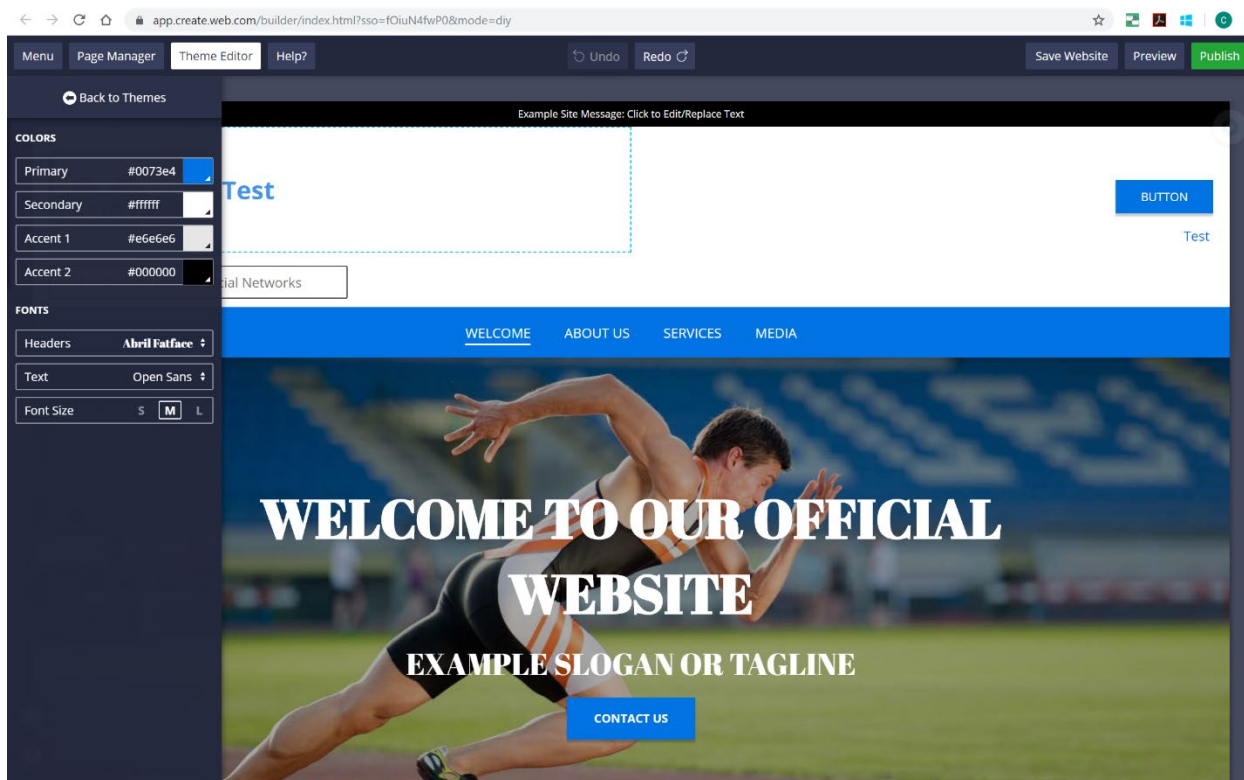 app.create.web.com/builder/index.html?sso=fOiuN4fwP0&mode=diy
C
Menu Page Manager Theme Editor Help? Undo Redo Save Website Preview Publish
Back to Themes
Example Site Message: Click to Edit/Replace Text
COLORS
Primary #0073e4
Secondary #ffffff
Accent 1 #e6e6e6
Accent 2 #000000
FONTS
Headers Abril Fatface
Text Open Sans
Font Size S M L
Test
BUTTON
Test
ial Networks
WELCOME ABOUT US SERVICES MEDIA
WELCOME TO OUR OFFICIAL
WEBSITE
EXAMPLE SLOGAN OR TAGLINE
CONTACT US